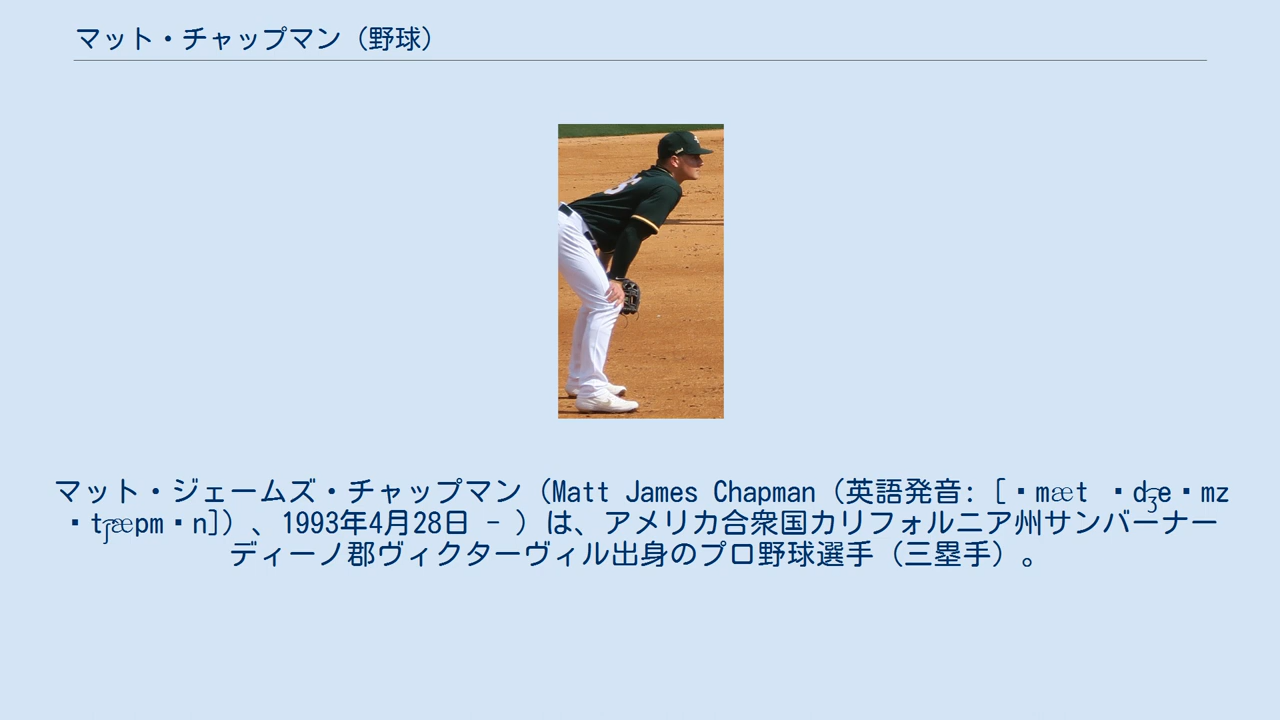 マット・チャップマン（野球）
マット・ジェームズ・チャップマン（Matt James Chapman（英語発音: [・mæt ・dʒe・mz
・tʃæpm・n]）、1993年4月28日 - ）は、アメリカ合衆国カリフォルニア州サンバーナー
ディーノ郡ヴィクターヴィル出身のプロ野球選手（三塁手）。